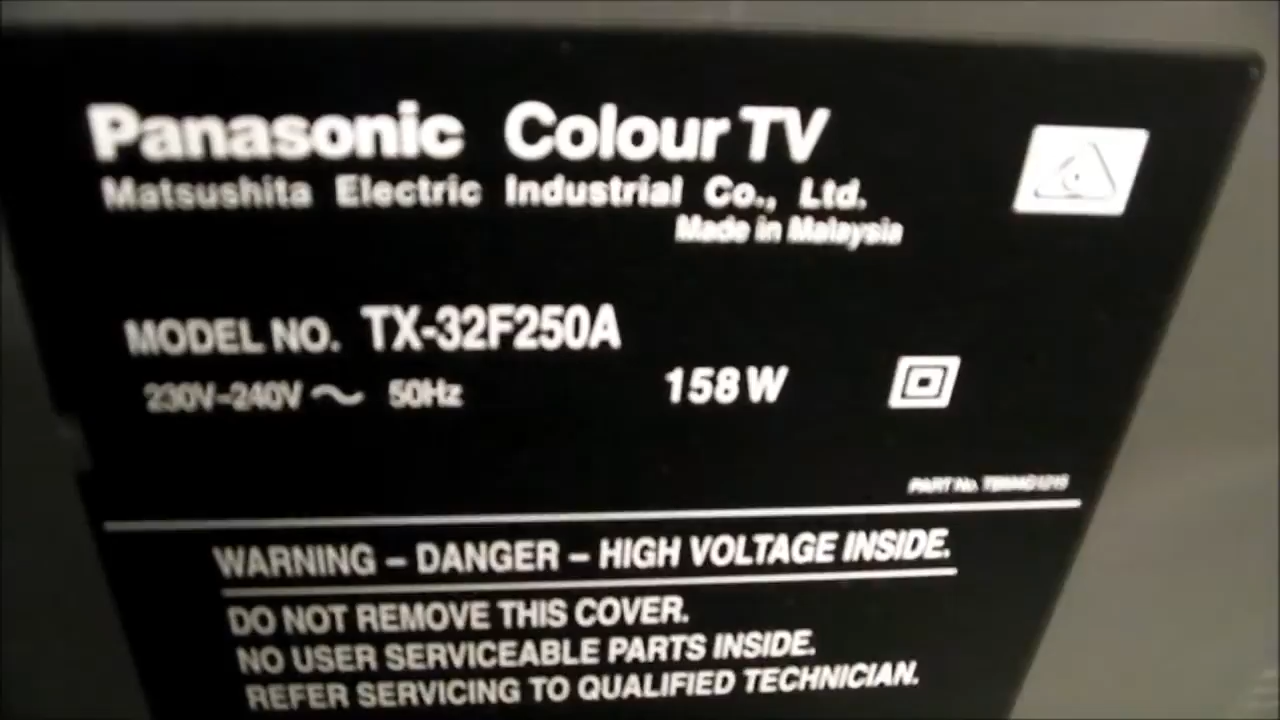 Panasonic Colour TV
Matsushita Electric Industrial Co., Ltd.
Made in Malaysia
MODEL NO. TX-32F250A
230V-240V ～ 50Hz 158W
PART No.
WARNING – DANGER – HIGH VOLTAGE INSIDE.
DO NOT REMOVE THIS COVER.
NO USER SERVICEABLE PARTS INSIDE.
REFER SERVICING TO QUALIFIED TECHNICIAN.